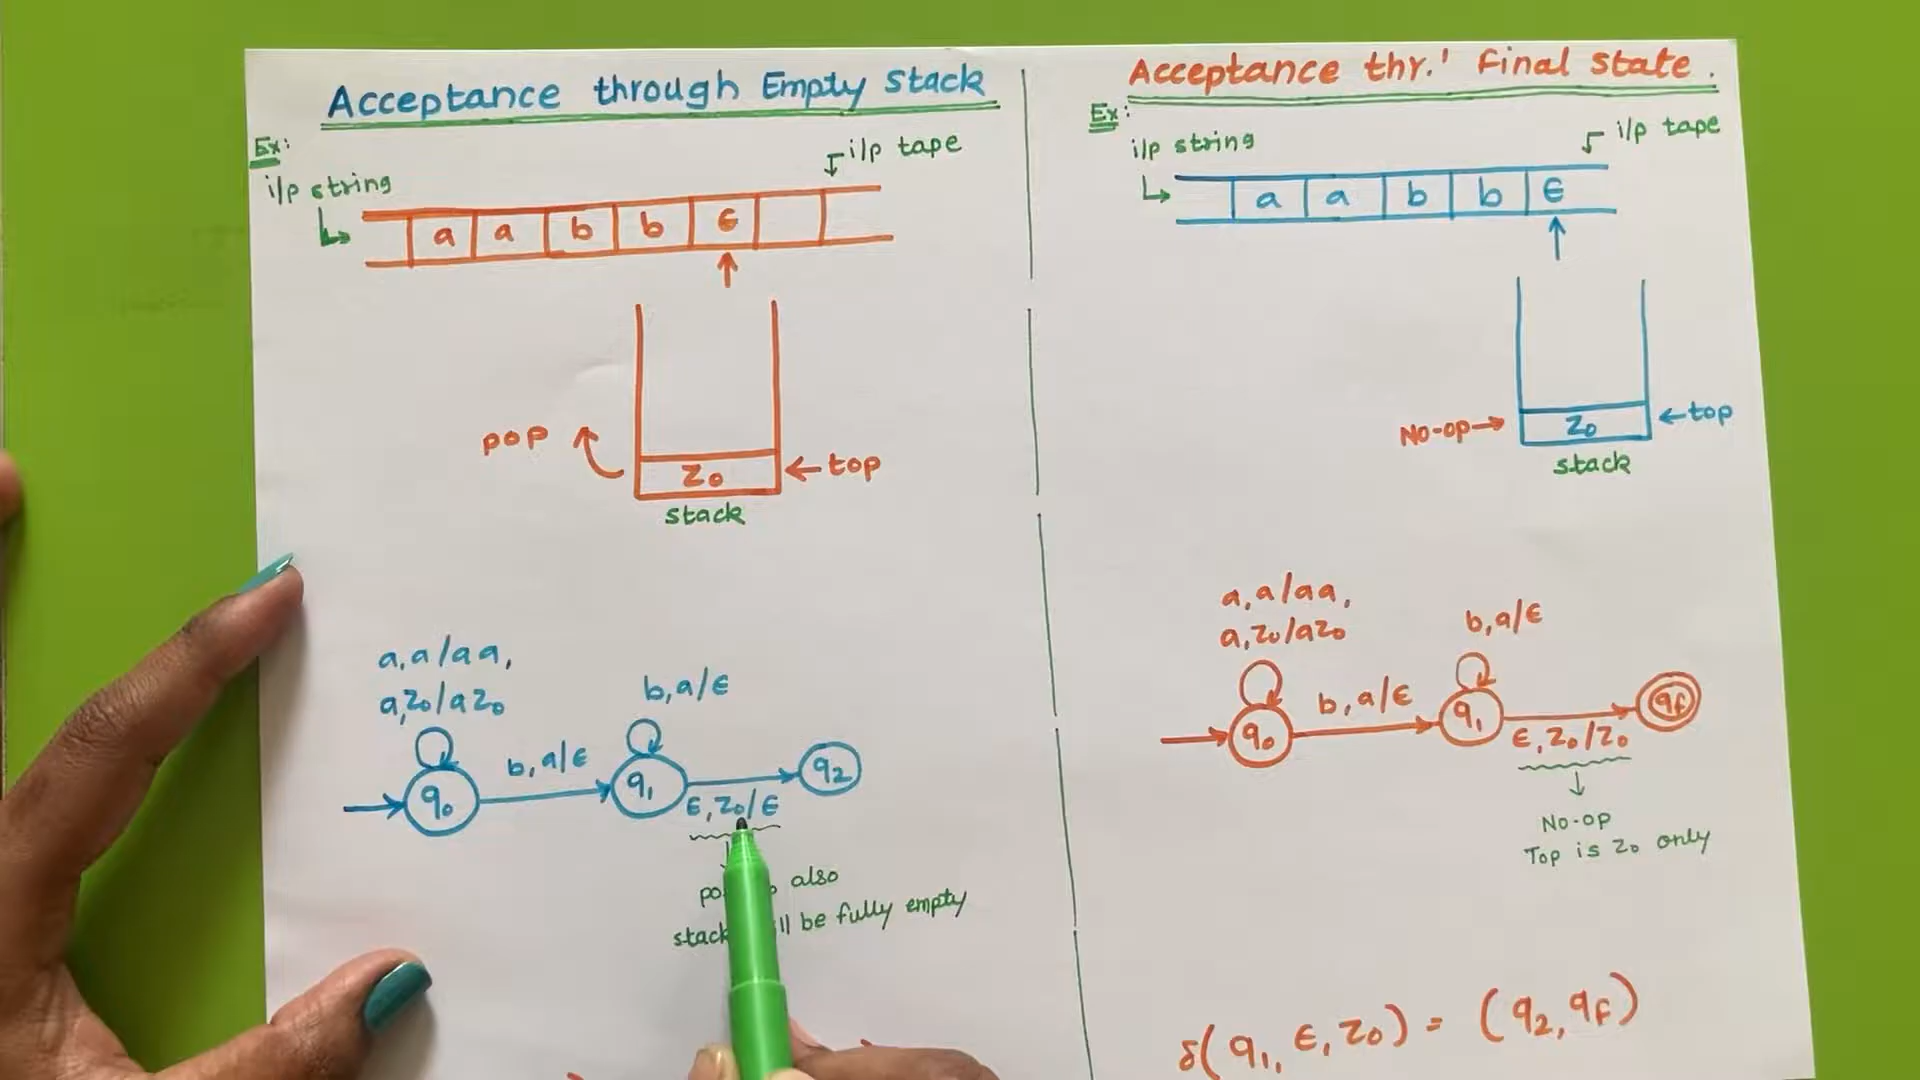 Acceptance through Empty Stack
Ex:
i/p string
i/p tape
a a b b ϵ
pop
Z0
←top
stack
a,a/aa,
a,Z0/aZ0
b,a/ϵ
b,a/ϵ
q0
q1
q2
ϵ,Z0/ϵ
also
be fully empty
Acceptance thr.' Final State.
Ex:
i/p string
i/p tape
a a b b ϵ
No-op→
Z0
←top
stack
a,a/aa,
a,Z0/aZ0
b,a/ϵ
b,a/ϵ
q0
q1
qf
ϵ,Z0/Z0
No-op
Top is Z0 only
δ(q1,ϵ,Z0) = (q2,qf)